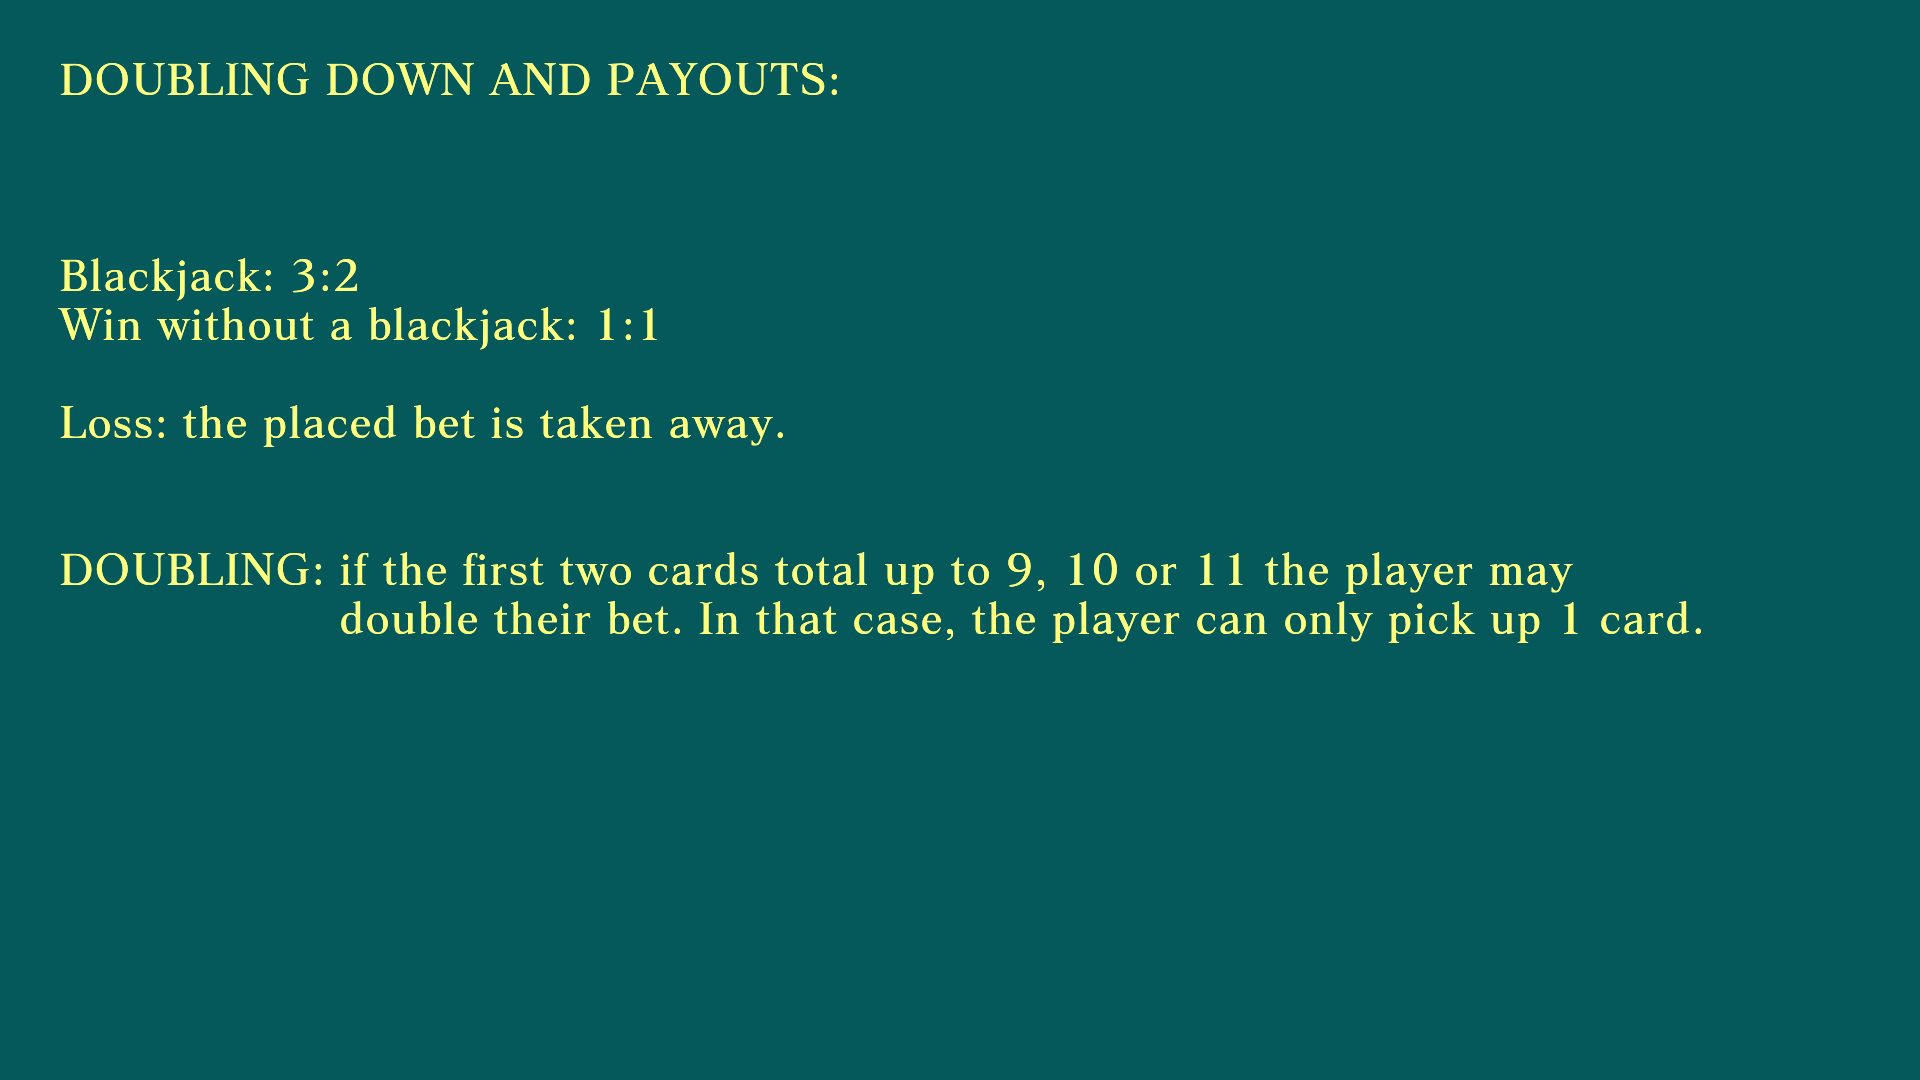 DOUBLING DOWN AND PAYOUTS:
Blackjack: 3:2
Win without a blackjack: 1:1
Loss: the placed bet is taken away.
DOUBLING: if the first two cards total up to 9, 10 or 11 the player may
double their bet. In that case, the player can only pick up 1 card.